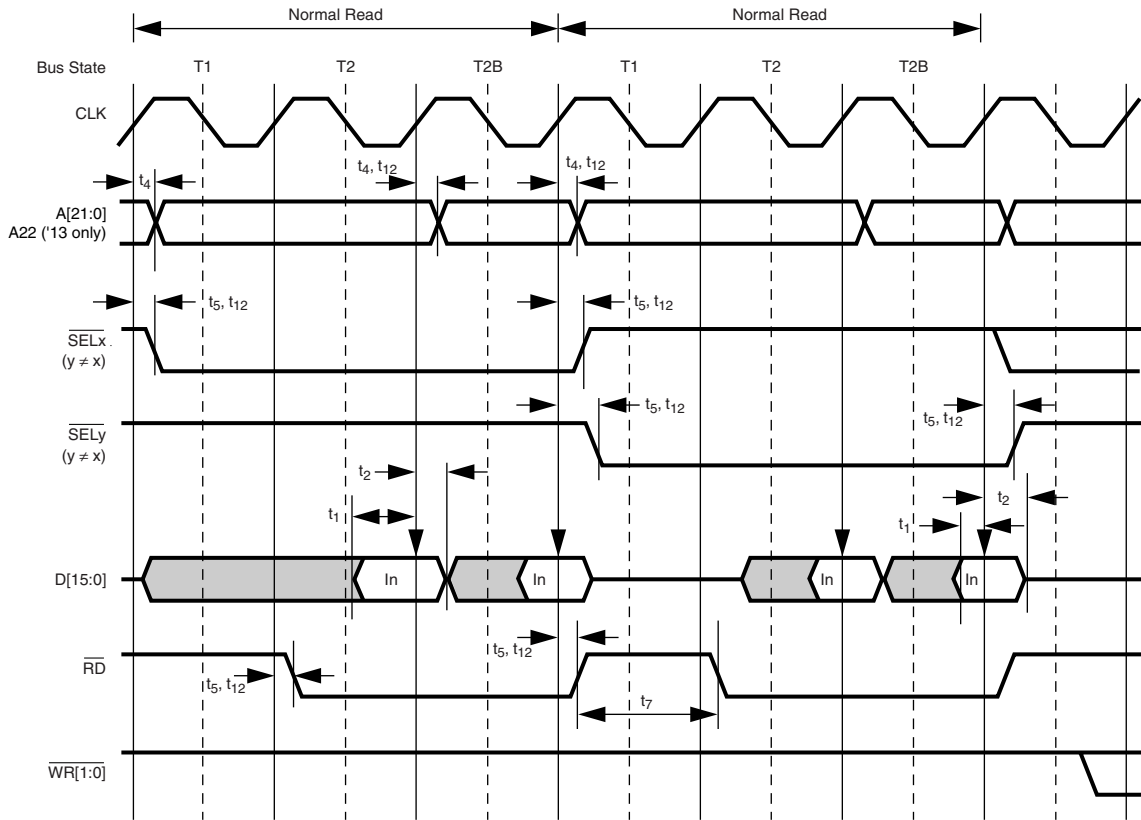 Normal Read Normal Read
Bus State T1 T2 T2B T1 T2 T2B
CLK
t4, t12 t4, t12
t4
A[21:0]
A22 ('13 only)
t5, t12 t5, t12
SELx
(y ≠ x)
t5, t12 t5, t12
SELy
(y ≠ x)
t2 t2
t1 t1
D[15:0] In In In In
t5, t12
RD
t5, t12
t7
WR[1:0]